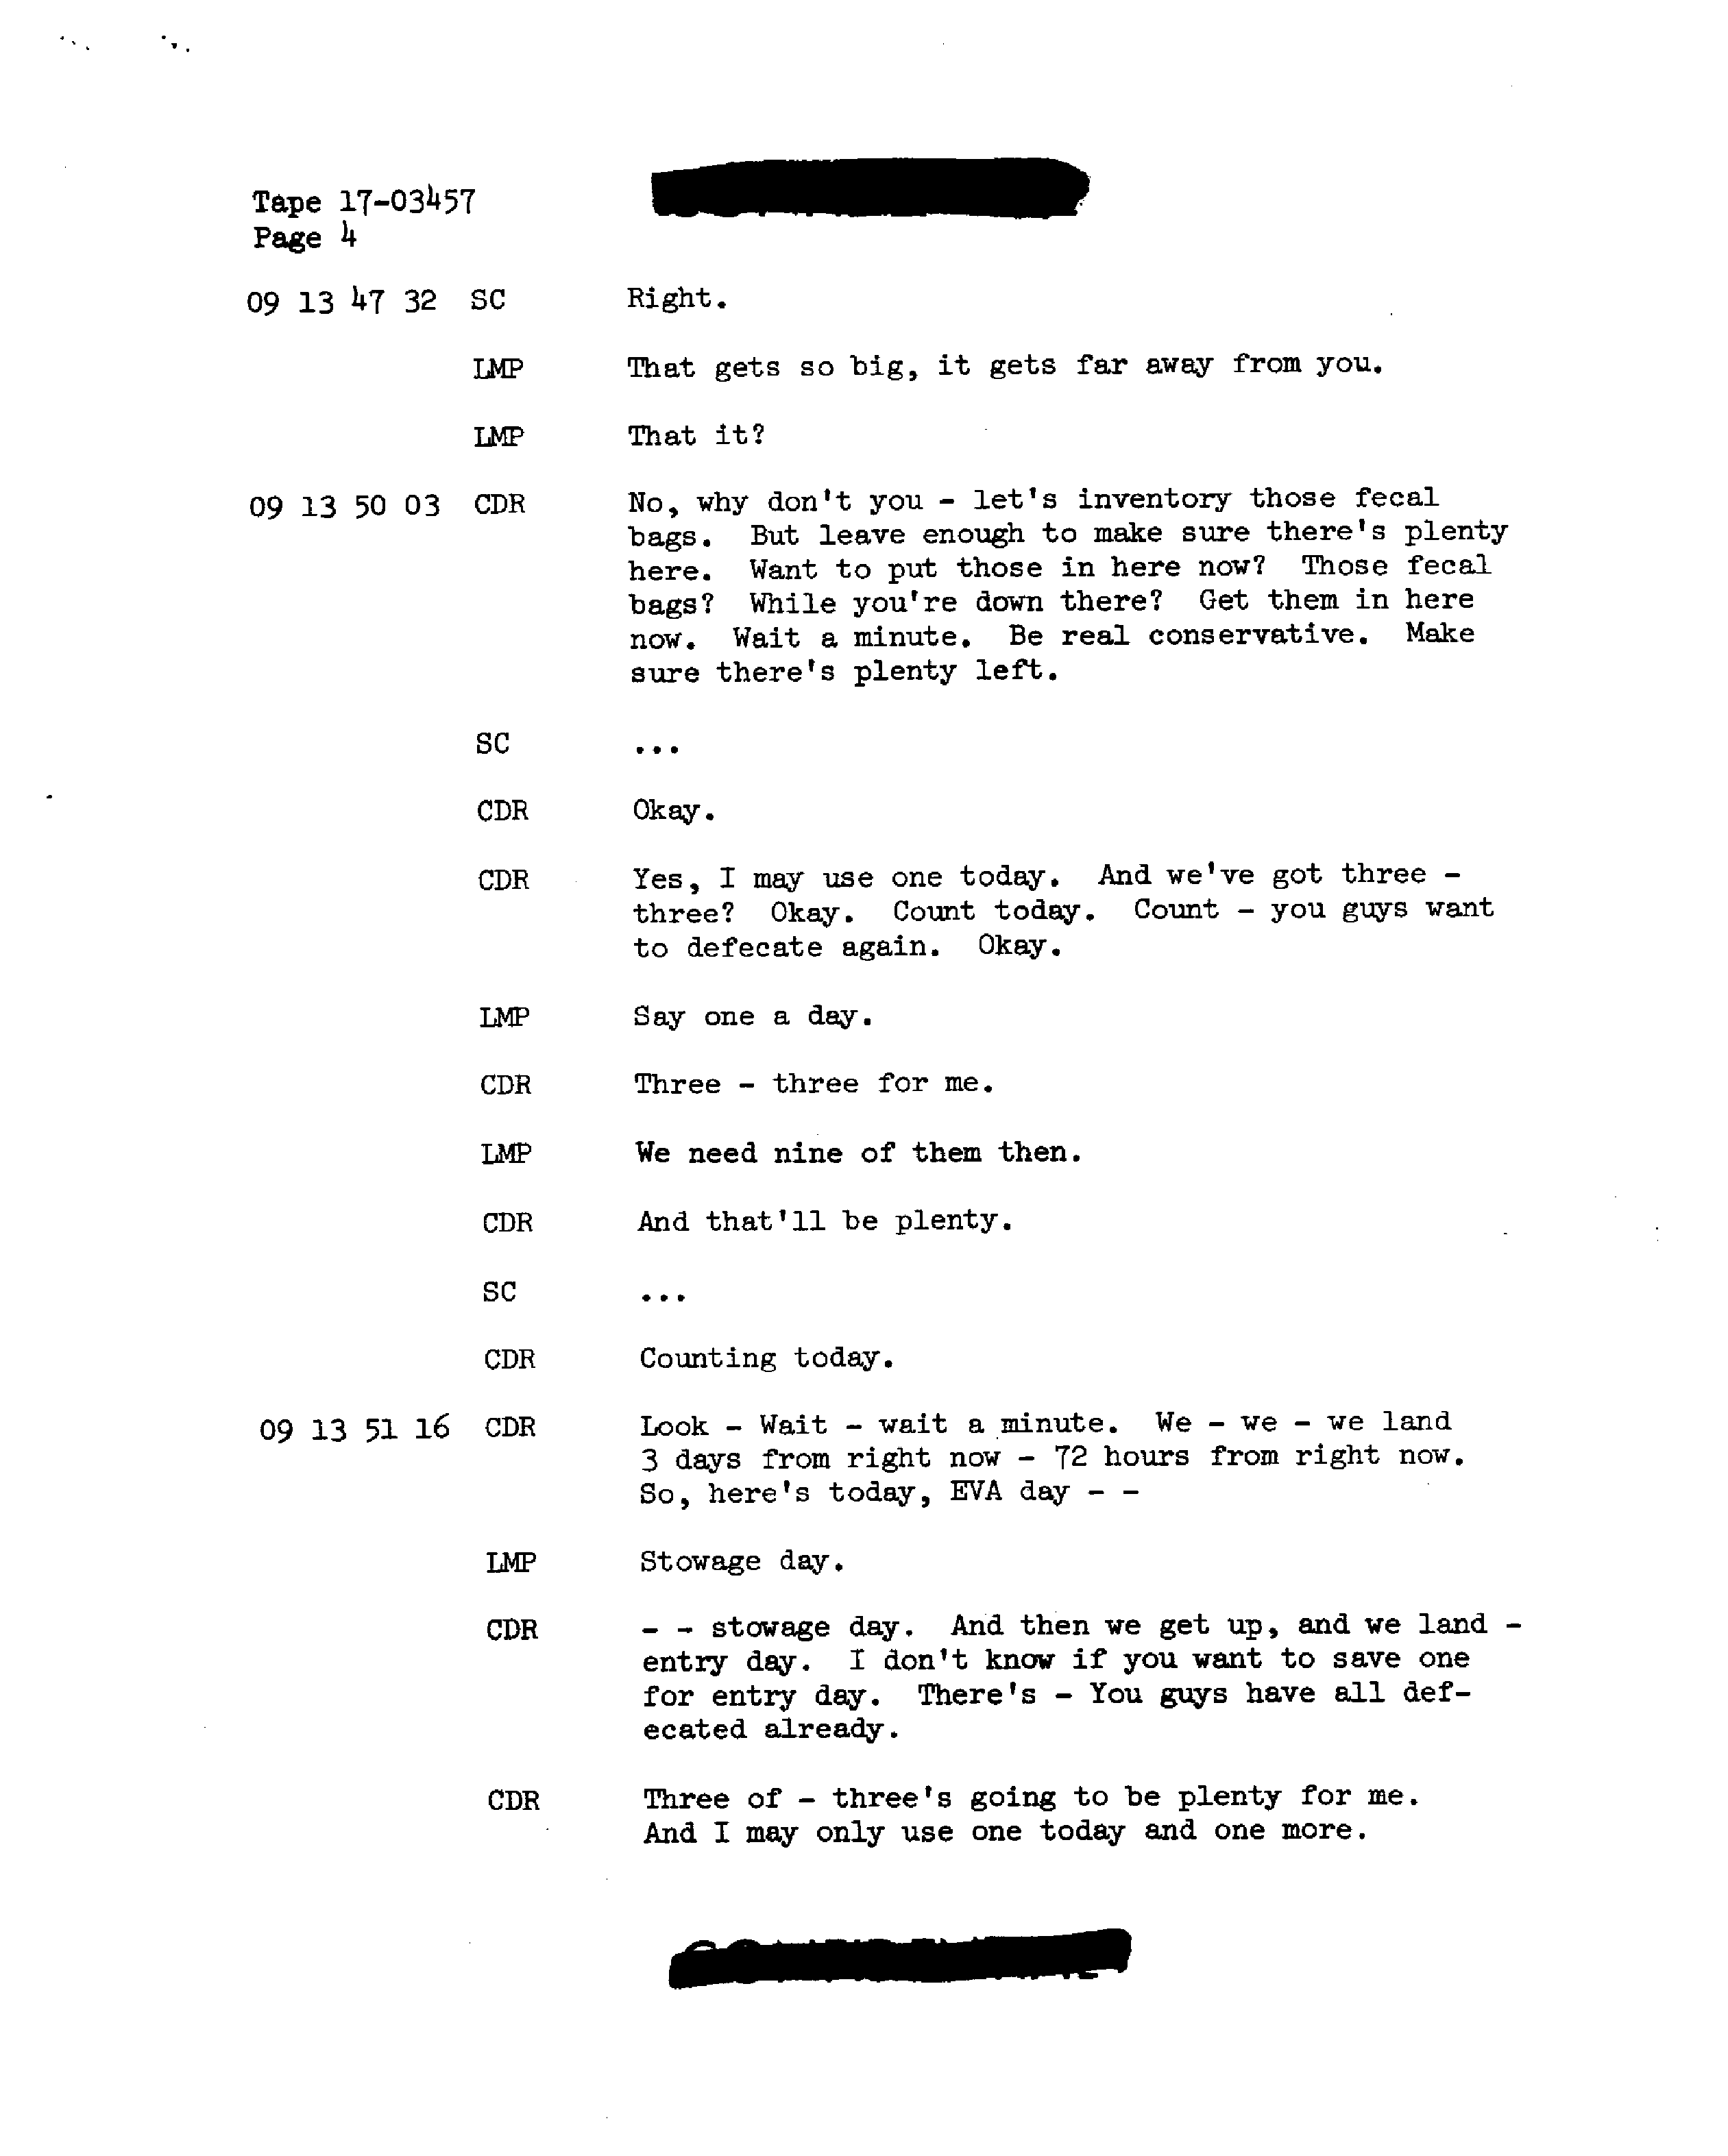 Tape 17-03457
Page 4
09 13 47 32 SC Right.
LMP That gets so big, it gets far away from you.
LMP That it?
09 13 50 03 CDR No, why don't you - let's inventory those fecal
bags. But leave enough to make sure there's plenty
here. Want to put those in here now? Those fecal
bags? While you're down there? Get them in here
now. Wait a minute. Be real conservative. Make
sure there's plenty left.
SC ...
CDR Okay.
CDR Yes, I may use one today. And we've got three -
three? Okay. Count today. Count - you guys want
to defecate again. Okay.
LMP Say one a day.
CDR Three - three for me.
LMP We need nine of them then.
CDR And that'll be plenty.
SC ...
CDR Counting today.
09 13 51 16 CDR Look - Wait - wait a minute. We - we - we land
3 days from right now - 72 hours from right now.
So, here's today, EVA day - -
LMP Stowage day.
CDR - - stowage day. And then we get up, and we land -
entry day. I don't know if you want to save one
for entry day. There's - You guys have all def-
ecated already.
CDR Three of - three's going to be plenty for me.
And I may only use one today and one more.